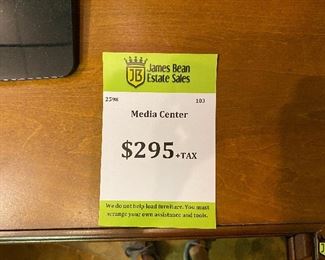 JB
James Bean
Estate Sales
2598 103
Media Center
$295+TAX
We do not help load furniture. You must
arrange your own assistance and tools.